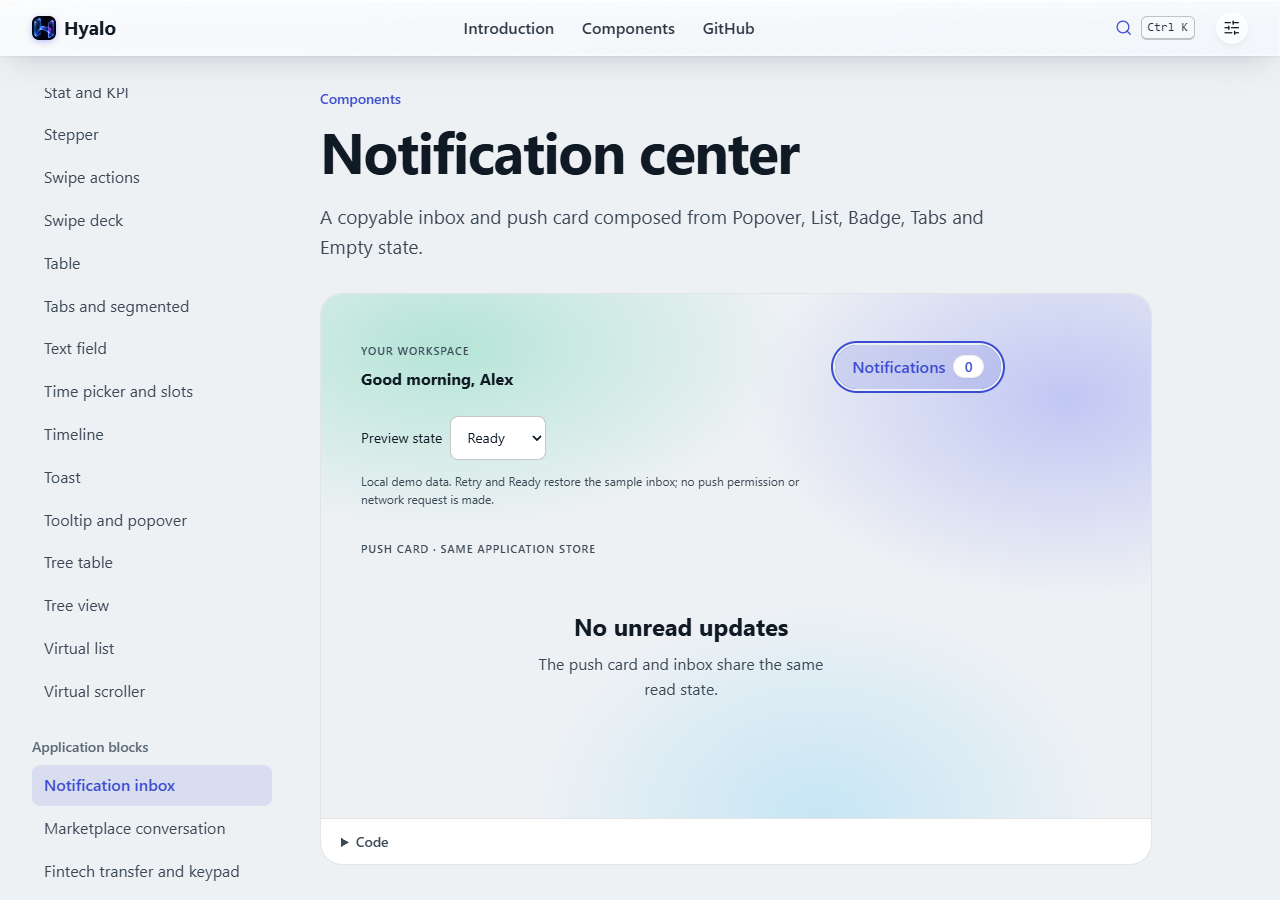 Hyalo
Introduction
Components
GitHub
Ctrl K
Stat and KPI
Stepper
Swipe actions
Swipe deck
Table
Tabs and segmented
Text field
Time picker and slots
Timeline
Toast
Tooltip and popover
Tree table
Tree view
Virtual list
Virtual scroller
Application blocks
Notification inbox
Marketplace conversation
Fintech transfer and keypad
Components
Notification center
A copyable inbox and push card composed from Popover, List, Badge, Tabs and
Empty state.
YOUR WORKSPACE
Good morning, Alex
Notifications 0
Preview state
Ready
Local demo data. Retry and Ready restore the sample inbox; no push permission or
network request is made.
PUSH CARD · SAME APPLICATION STORE
No unread updates
The push card and inbox share the same
read state.
Code